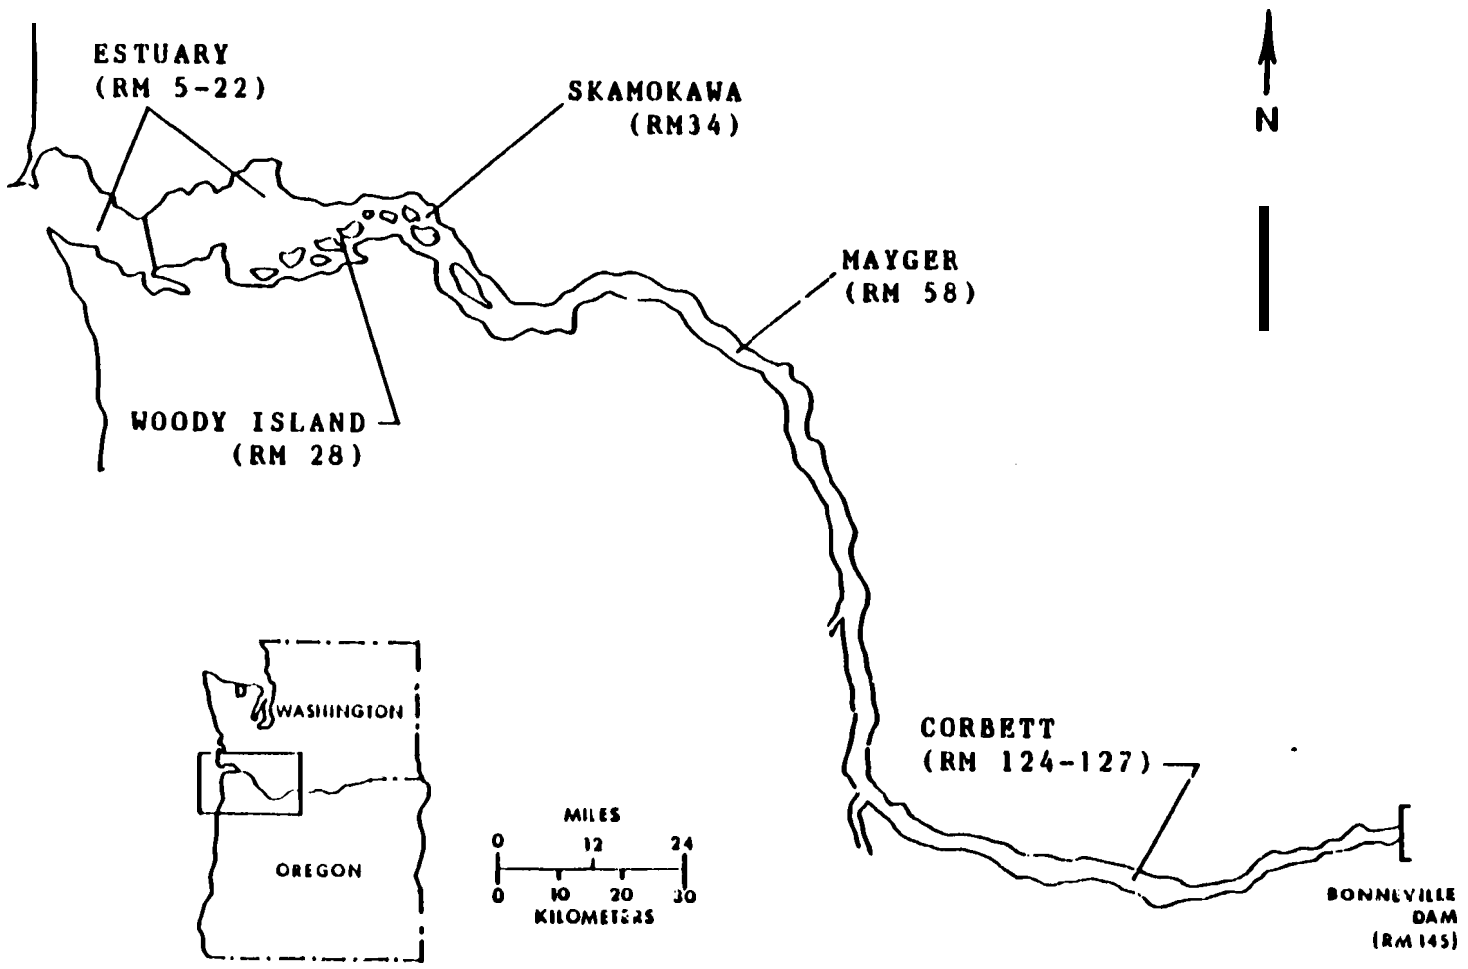 ESTUARY
(RM 5-22)
SKAMOKAWA
(RM34)
N
MAYGER
(RM 58)
WOODY ISLAND
(RM 28)
WASHINGTON
OREGON
CORBETT
(RM 124-127)
MILES
0 12 24
0 10 20 30
KILOMETERS
BONNEVILLE
DAM
(RM 145)